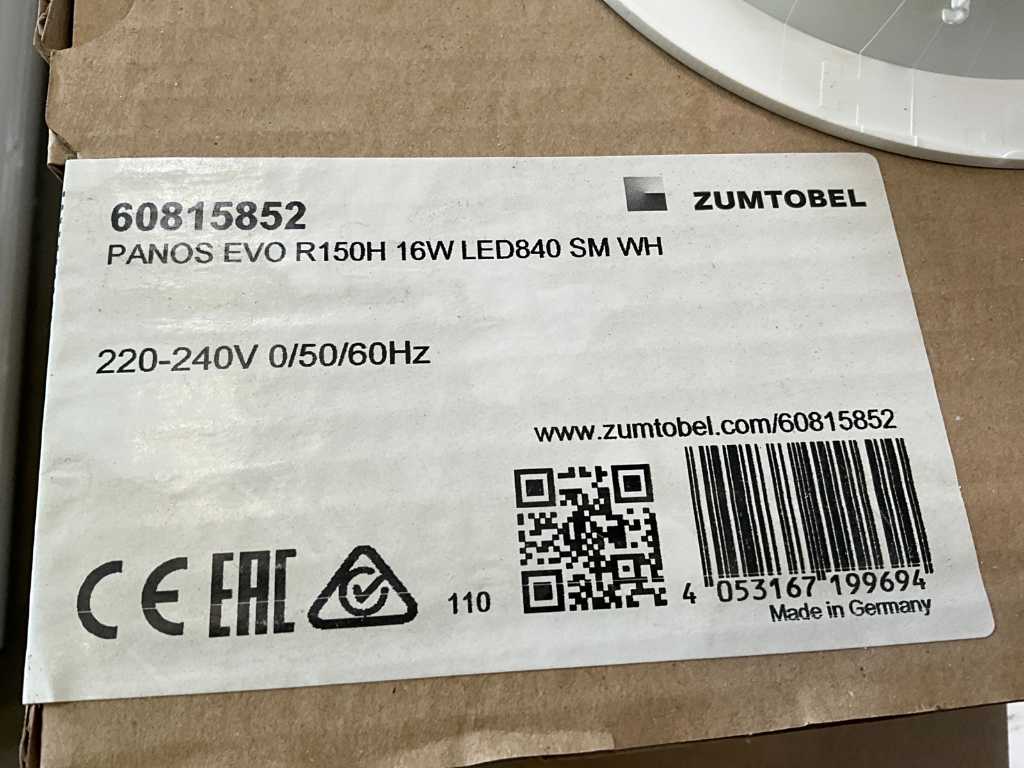 60815852
ZUMTOBEL
PANOS EVO R150H 16W LED840 SM WH
220-240V 0/50/60Hz
www.zumtobel.com/60815852
CE EAC
110
4 053167 199694
Made in Germany